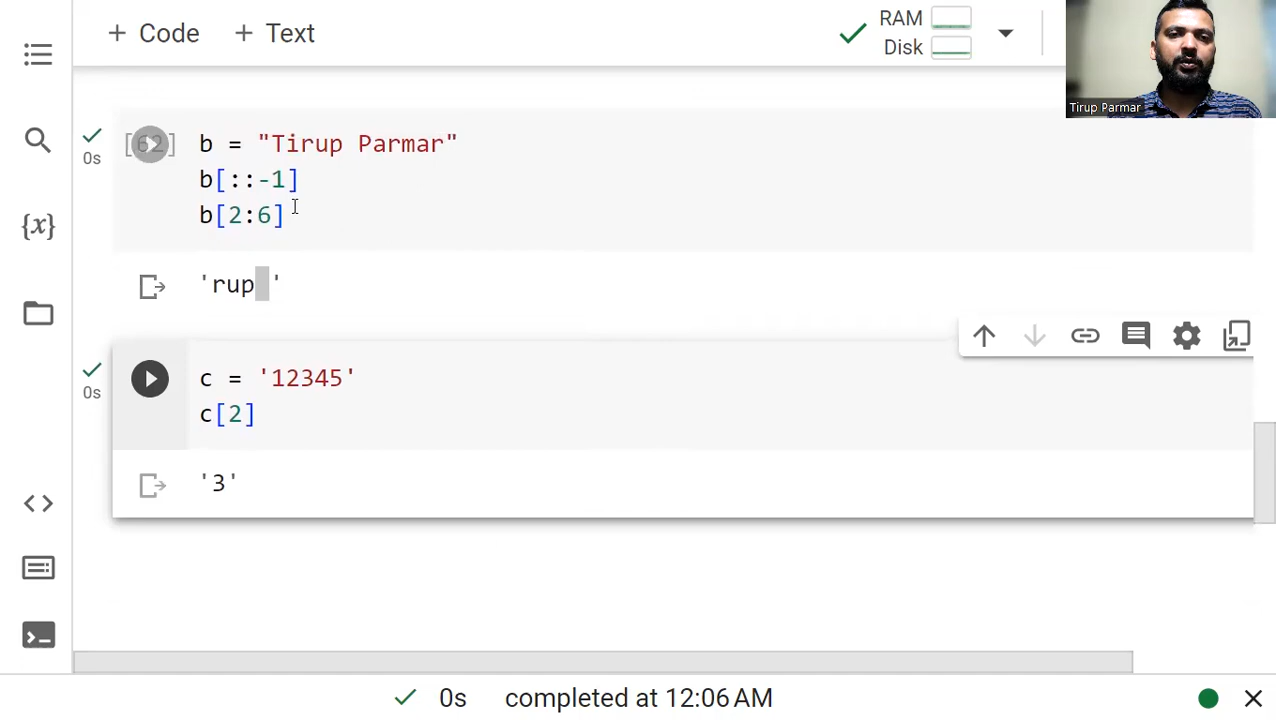 + Code + Text
RAM
Disk
Tirup Parmar
0s
[62]
b = "Tirup Parmar"
b[::-1]
b[2:6]
'rup '
0s
c = '12345'
c[2]
'3'
{x}
0s completed at 12:06 AM